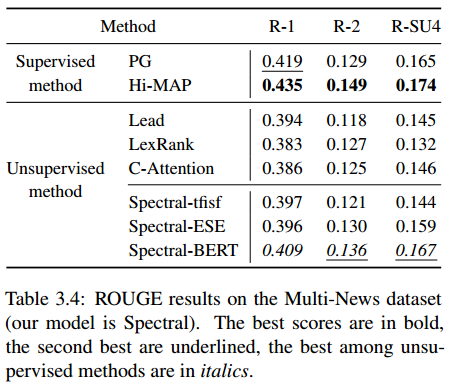 Method R-1 R-2 R-SU4
Supervised method PG 0.419 0.129 0.165
Hi-MAP 0.435 0.149 0.174
Unsupervised method Lead 0.394 0.118 0.145
LexRank 0.383 0.127 0.132
C-Attention 0.386 0.125 0.146
Spectral-tfisf 0.397 0.121 0.144
Spectral-ESE 0.396 0.130 0.159
Spectral-BERT 0.409 0.136 0.167
Table 3.4: ROUGE results on the Multi-News dataset
(our model is Spectral). The best scores are in bold,
the second best are underlined, the best among unsu-
pervised methods are in italics.